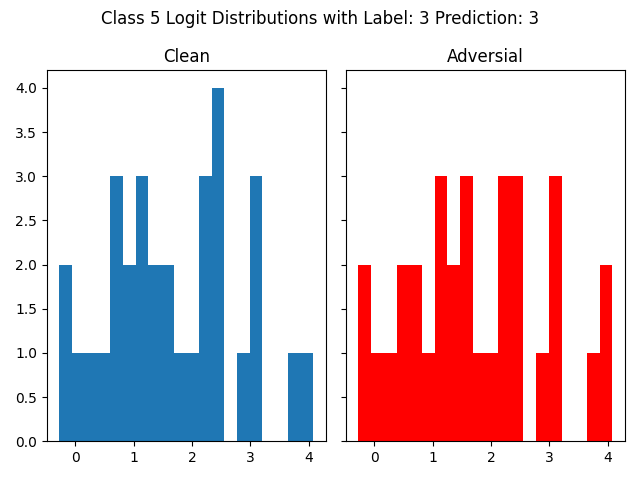 Class 5 Logit Distributions with Label: 3 Prediction: 3
Clean
Adversial
4.0
3.5
3.0
2.5
2.0
1.5
1.0
0.5
0.0
0 1 2 3 4
0 1 2 3 4